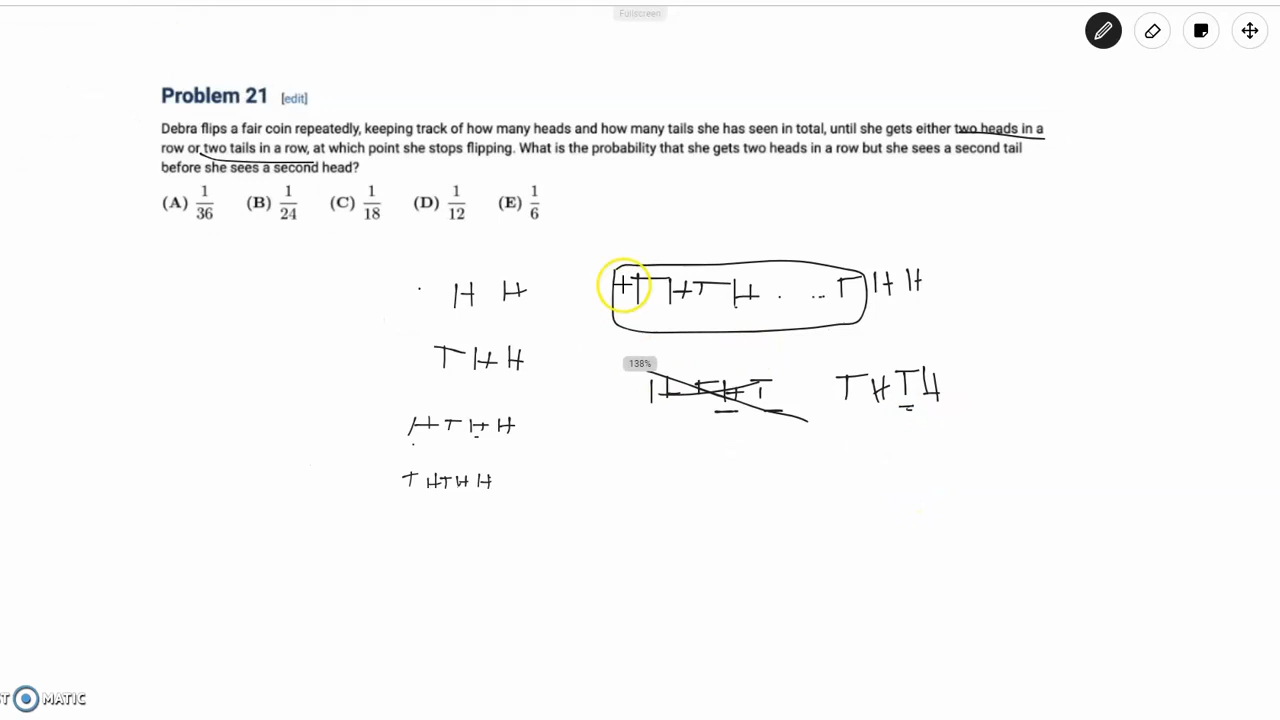 Fullscreen
Problem 21 [edit]
Debra flips a fair coin repeatedly, keeping track of how many heads and how many tails she has seen in total, until she gets either two heads in a
row or two tails in a row, at which point she stops flipping. What is the probability that she gets two heads in a row but she sees a second tail
before she sees a second head?
(A) 1/36 (B) 1/24 (C) 1/18 (D) 1/12 (E) 1/6
H H
T H H
H T H H
T H T H H
H T H T H . ... T H H
138%
H T H T
T H T H
MATIC